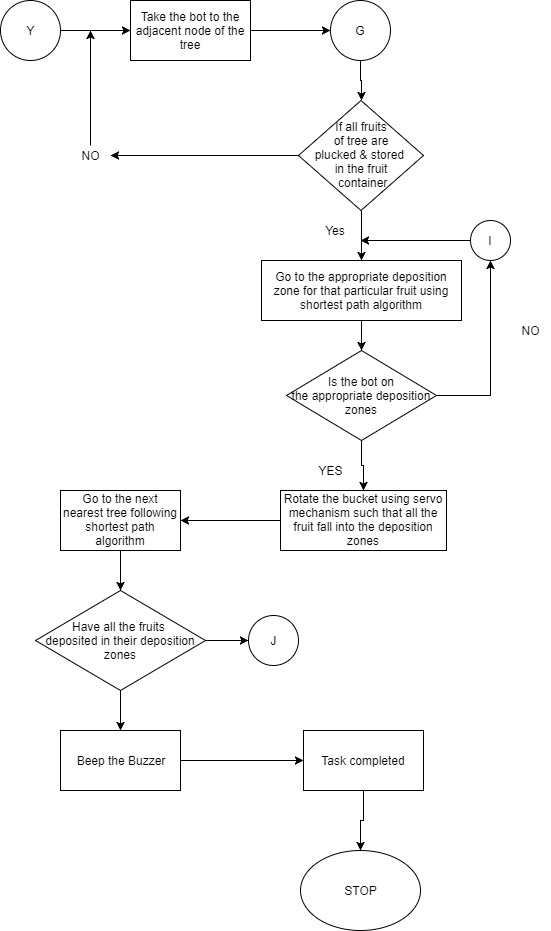 Y
Take the bot to the
adjacent node of the
tree
G
If all fruits
of tree are
plucked & stored
in the fruit
container
NO
Yes
I
Go to the appropriate deposition
zone for that particular fruit using
shortest path algorithm
NO
Is the bot on
the appropriate deposition
zones
YES
Go to the next
nearest tree following
shortest path
algorithm
Rotate the bucket using servo
mechanism such that all the
fruit fall into the deposition
zones
Have all the fruits
deposited in their deposition
zones
J
Beep the Buzzer
Task completed
STOP